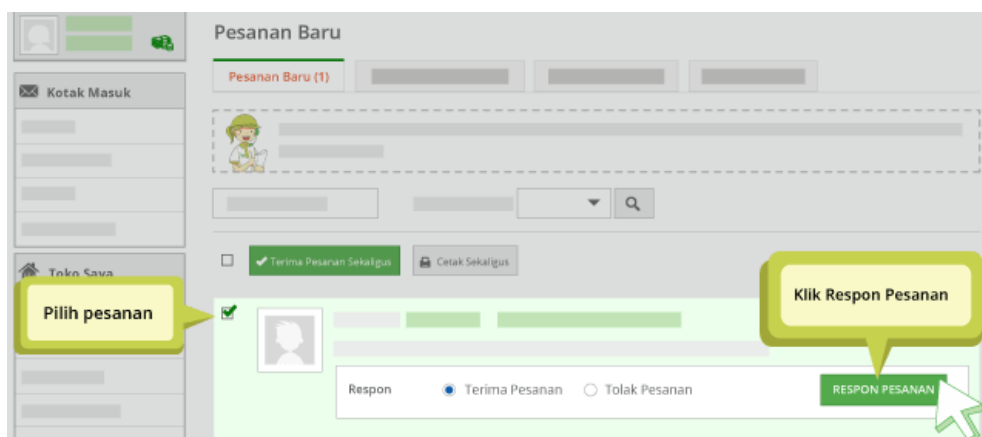 Pesanan Baru
Pesanan Baru (1)
Kotak Masuk
Terima Pesanan Sekaligus
Cetak Sekaligus
Toko Saya
Pilih pesanan
Klik Respon Pesanan
Respon
Terima Pesanan
Tolak Pesanan
RESPON PESANAN